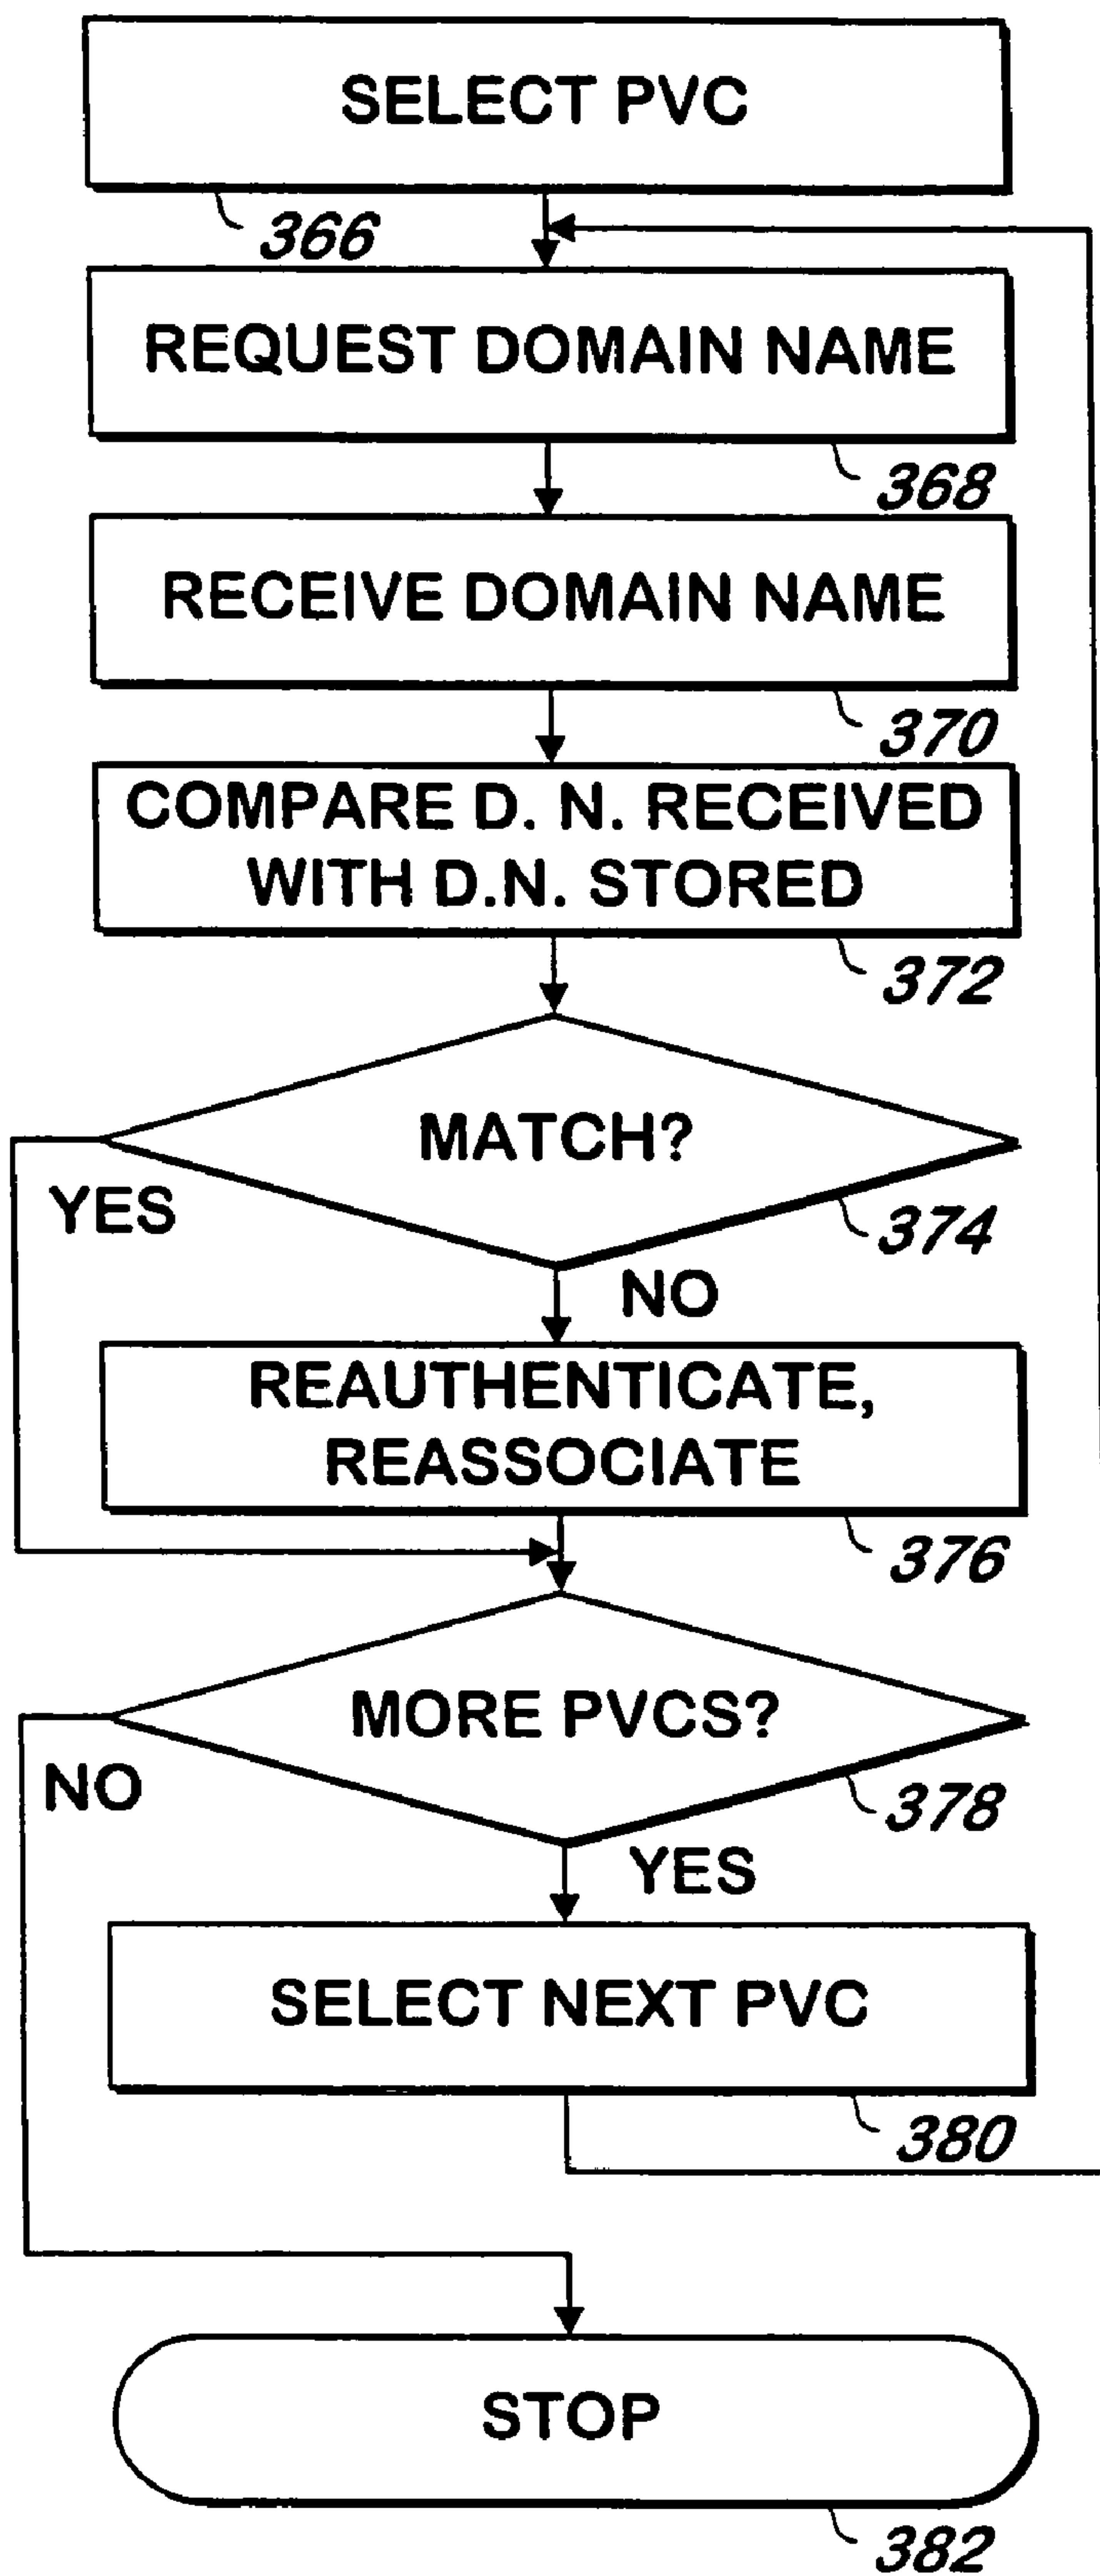 SELECT PVC
366
REQUEST DOMAIN NAME
368
RECEIVE DOMAIN NAME
370
COMPARE D. N. RECEIVED
WITH D.N. STORED
372
MATCH?
YES
374
NO
REAUTHENTICATE,
REASSOCIATE
376
MORE PVCS?
NO
378
YES
SELECT NEXT PVC
380
STOP
382